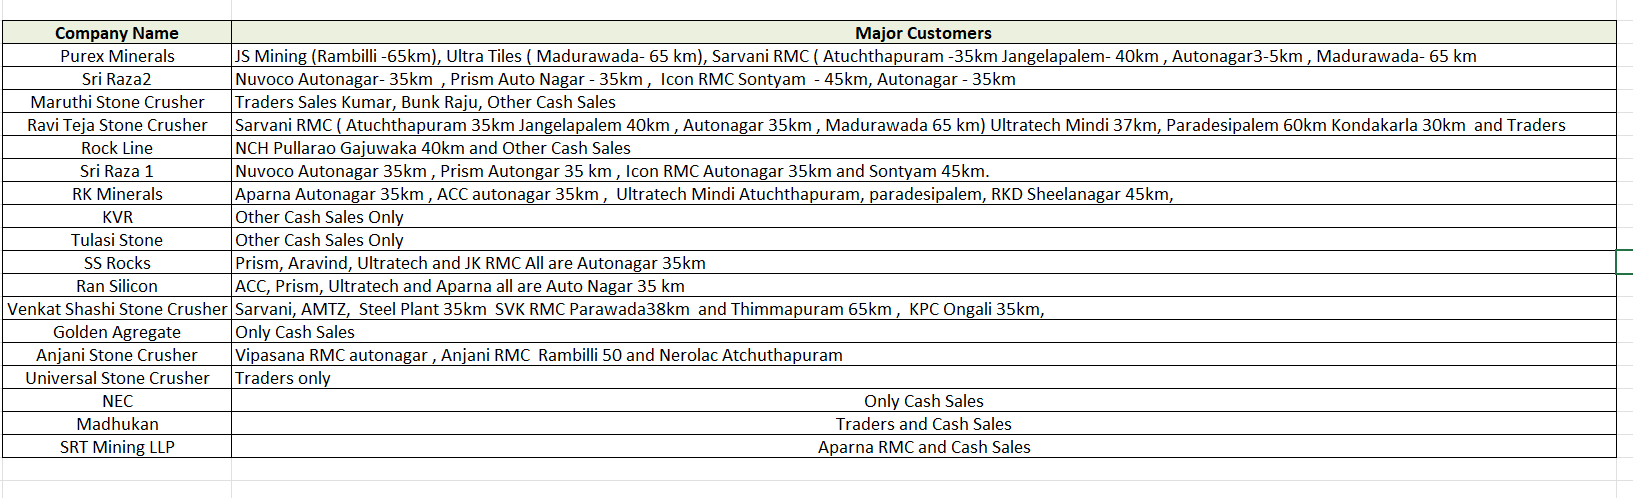 Company Name Major Customers
Purex Minerals JS Mining (Rambilli -65km), Ultra Tiles ( Madurawada- 65 km), Sarvani RMC ( Atuchthapuram -35km Jangelapalem- 40km , Autonagar3-5km , Madurawada- 65 km
Sri Raza2 Nuvoco Autonagar- 35km , Prism Auto Nagar - 35km , Icon RMC Sontyam - 45km, Autonagar - 35km
Maruthi Stone Crusher Traders Sales Kumar, Bunk Raju, Other Cash Sales
Ravi Teja Stone Crusher Sarvani RMC ( Atuchthapuram 35km Jangelapalem 40km , Autonagar 35km , Madurawada 65 km) Ultratech Mindi 37km, Paradesipalem 60km Kondakarla 30km and Traders
Rock Line NCH Pullarao Gajuwaka 40km and Other Cash Sales
Sri Raza 1 Nuvoco Autonagar 35km , Prism Autongar 35 km , Icon RMC Autonagar 35km and Sontyam 45km.
RK Minerals Aparna Autonagar 35km , ACC autonagar 35km , Ultratech Mindi Atuchthapuram, paradesipalem, RKD Sheelanagar 45km,
KVR Other Cash Sales Only
Tulasi Stone Other Cash Sales Only
SS Rocks Prism, Aravind, Ultratech and JK RMC All are Autonagar 35km
Ran Silicon ACC, Prism, Ultratech and Aparna all are Auto Nagar 35 km
Venkat Shashi Stone Crusher Sarvani, AMTZ, Steel Plant 35km SVK RMC Parawada38km and Thimmapuram 65km , KPC Ongali 35km,
Golden Agregate Only Cash Sales
Anjani Stone Crusher Vipasana RMC autonagar , Anjani RMC Rambilli 50 and Nerolac Atchuthapuram
Universal Stone Crusher Traders only
NEC Only Cash Sales
Madhukan Traders and Cash Sales
SRT Mining LLP Aparna RMC and Cash Sales